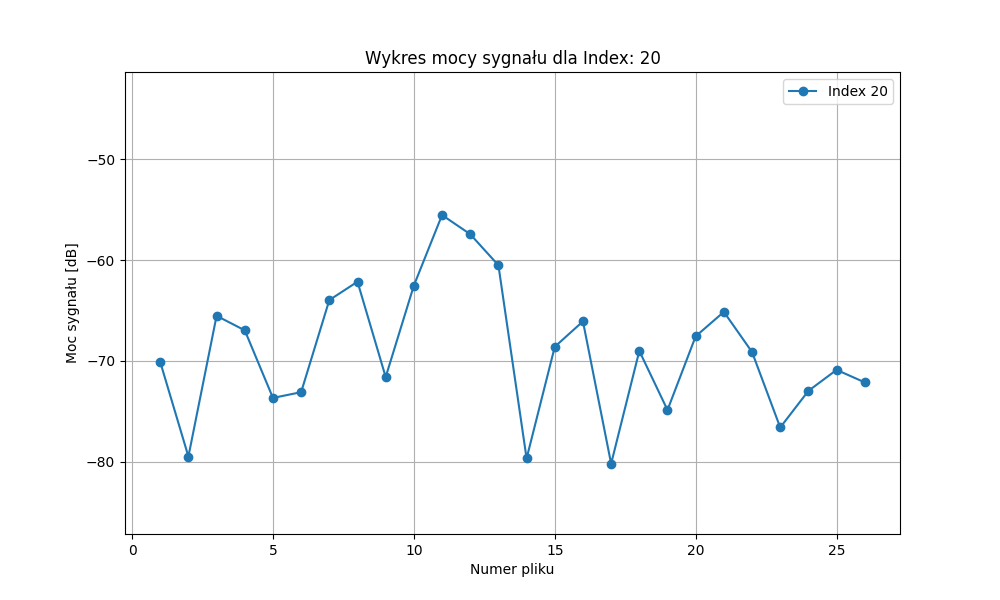 Wykres mocy sygnału dla Index: 20
Index 20
−50
−60
−70
−80
Moc sygnału [dB]
0 5 10 15 20 25
Numer pliku